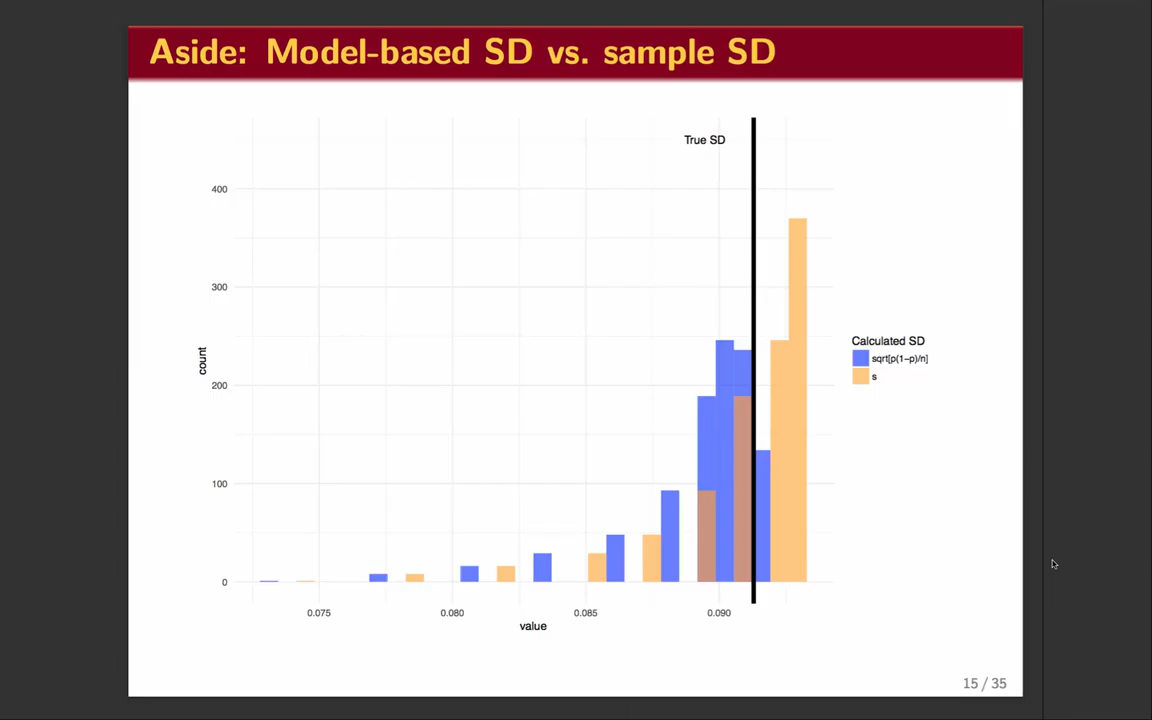 Aside: Model-based SD vs. sample SD
True SD
400
300
200
100
0
count
0.075 0.080 0.085 0.090
value
Calculated SD
sqrt[p(1−p)/n]
s
15 / 35